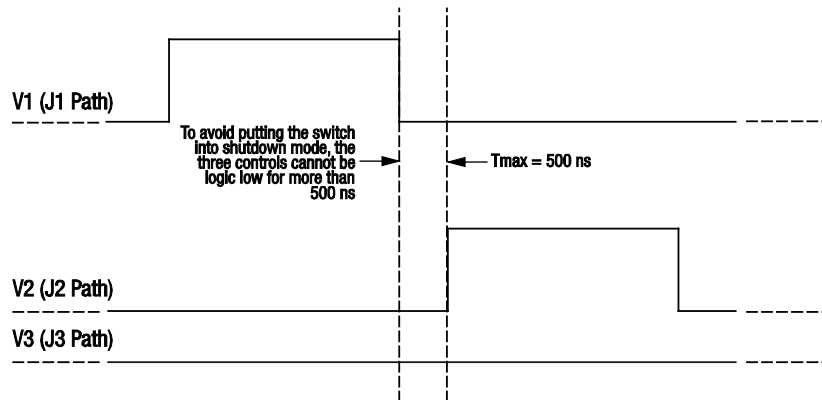 V1 (J1 Path)
To avoid putting the switch
into shutdown mode, the
three controls cannot be
logic low for more than
500 ns
Tmax = 500 ns
V2 (J2 Path)
V3 (J3 Path)